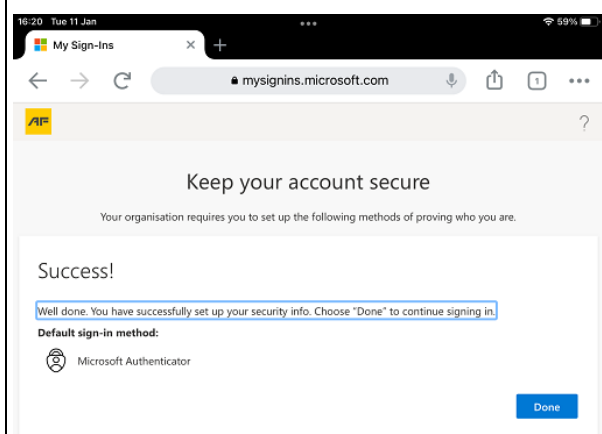 16:20 Tue 11 Jan
59%
My Sign-Ins
mysignins.microsoft.com
1
AF
?
Keep your account secure
Your organisation requires you to set up the following methods of proving who you are.
Success!
Well done. You have successfully set up your security info. Choose "Done" to continue signing in.
Default sign-in method:
Microsoft Authenticator
Done